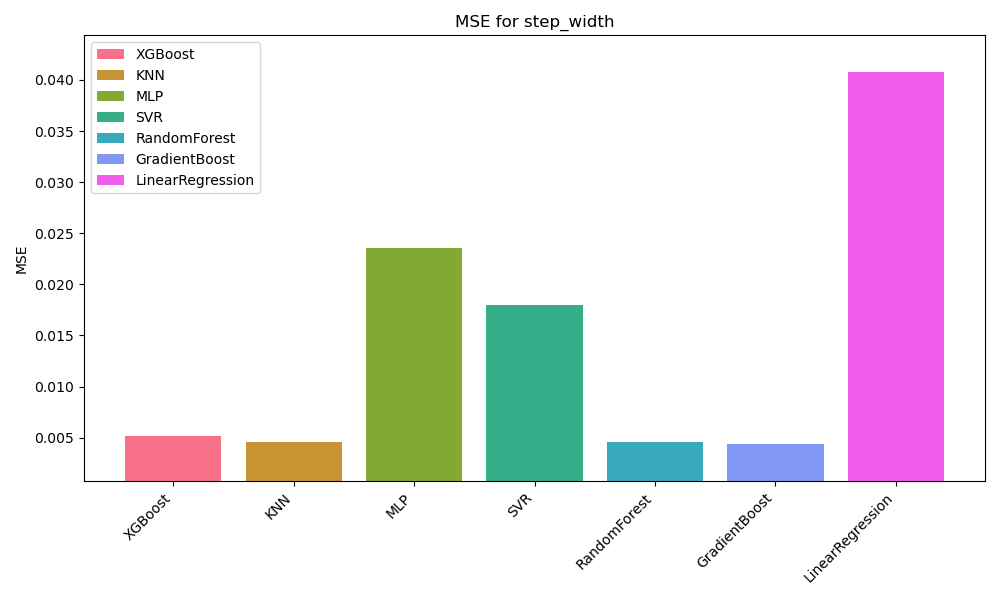 MSE for step_width
XGBoost
KNN
MLP
SVR
RandomForest
GradientBoost
LinearRegression
MSE
0.040
0.035
0.030
0.025
0.020
0.015
0.010
0.005
XGBoost
KNN
MLP
SVR
RandomForest
GradientBoost
LinearRegression